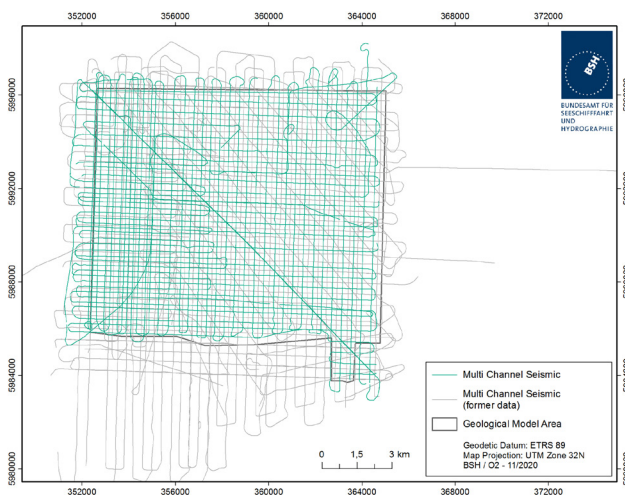 352000 356000 360000 364000 368000 372000
5996000
5992000
5988000
5984000
5980000
BSH
BUNDESAMT FÜR
SEESCHIFFFAHRT
UND
HYDROGRAPHIE
Multi Channel Seismic
Multi Channel Seismic
(former data)
Geological Model Area
Geodetic Datum: ETRS 89
Map Projection: UTM Zone 32N
BSH / O2 - 11/2020
0 1,5 3 km
352000 356000 360000 364000 368000 372000